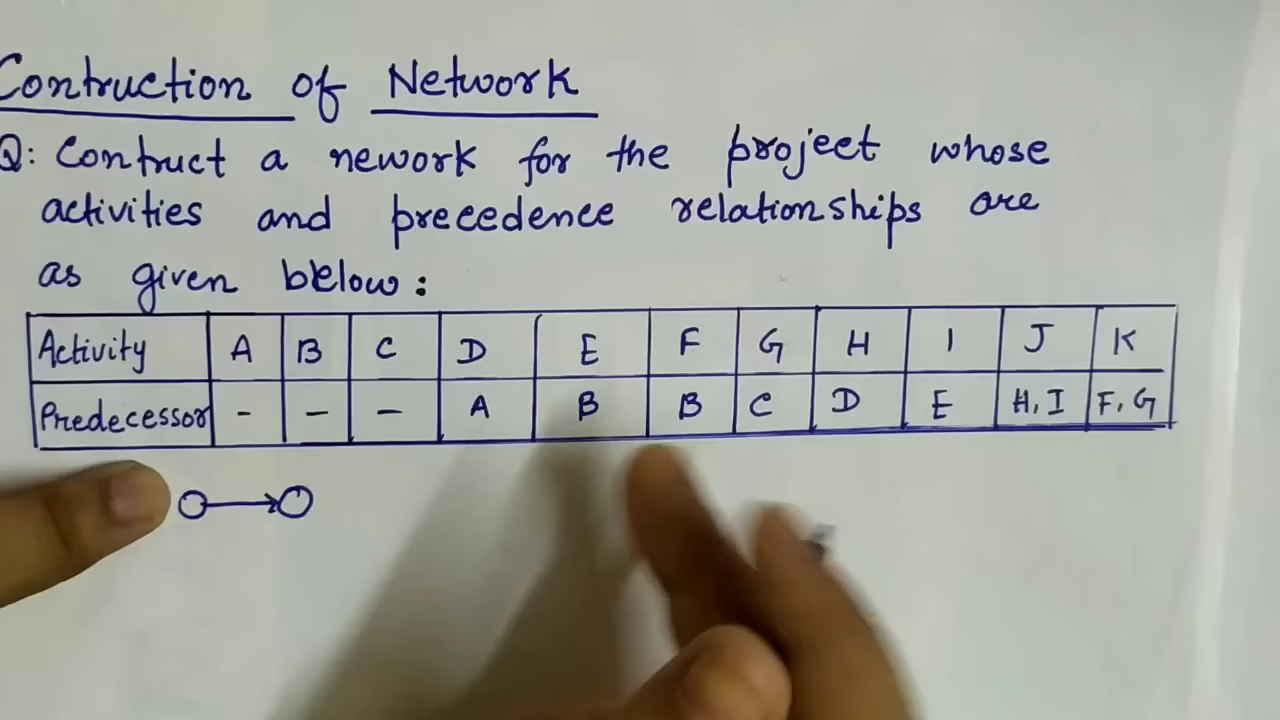 Contruction of Network
Q: Contruct a nework for the project whose
activities and precedence relationships are
as given below:
Activity A B C D E F G H I J K
Predecessor - - - A B B C D E H, I F, G